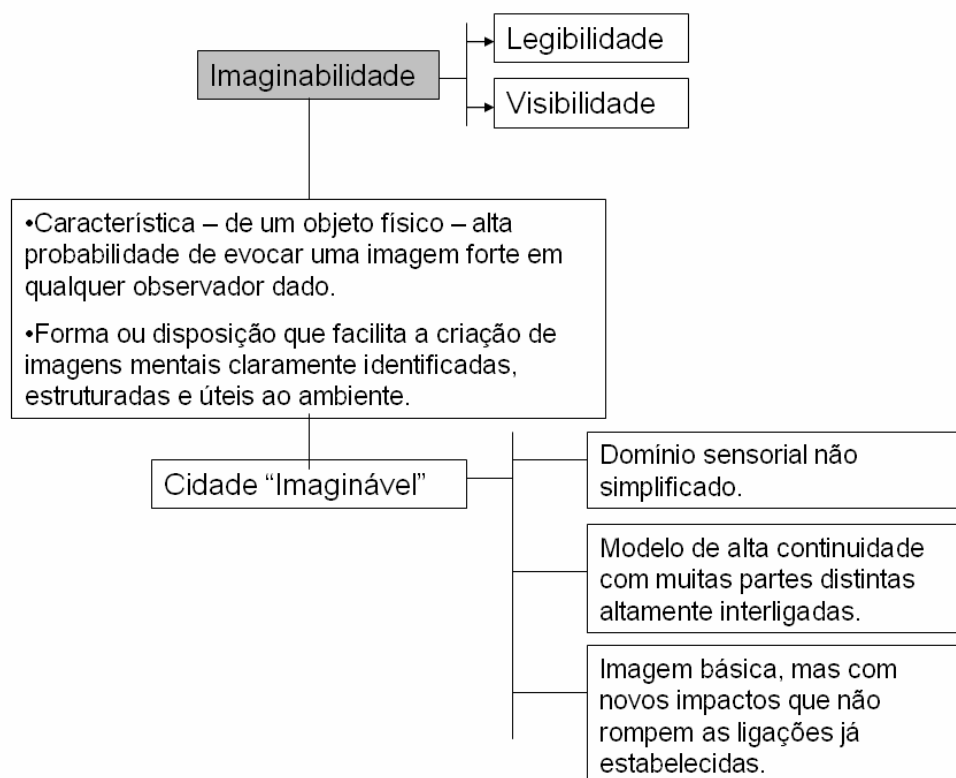 Imaginabilidade
Legibilidade
Visibilidade
•Característica – de um objeto físico – alta
probabilidade de evocar uma imagem forte em
qualquer observador dado.
•Forma ou disposição que facilita a criação de
imagens mentais claramente identificadas,
estruturadas e úteis ao ambiente.
Cidade “Imaginável”
Domínio sensorial não
simplificado.
Modelo de alta continuidade
com muitas partes distintas
altamente interligadas.
Imagem básica, mas com
novos impactos que não
rompem as ligações já
estabelecidas.